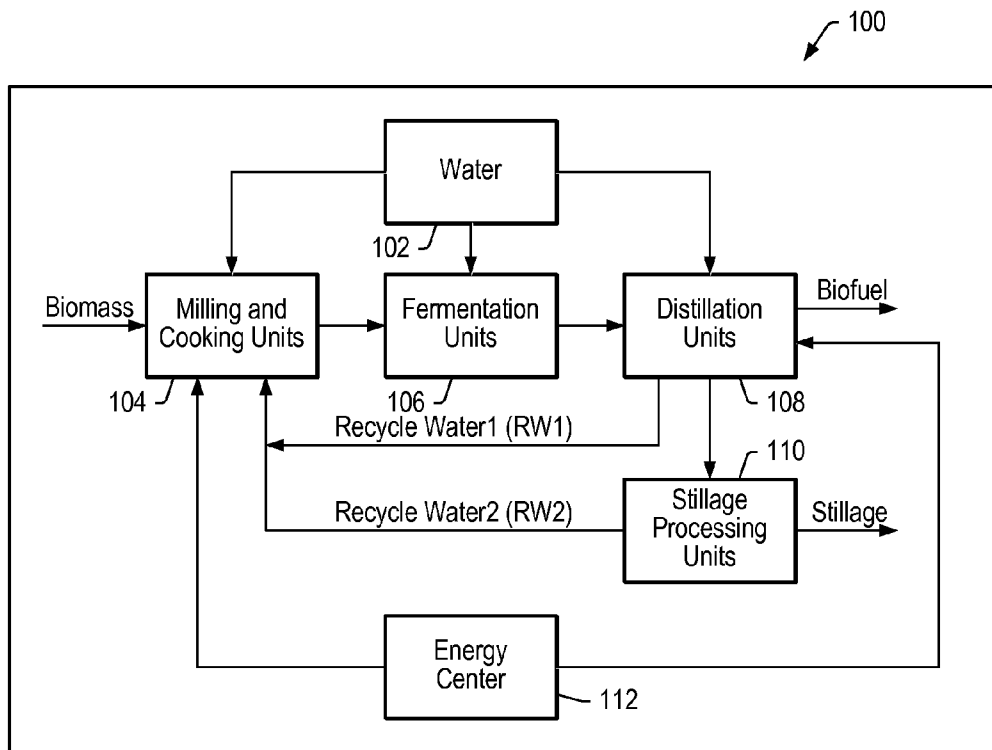 100
Water
102
Biomass
Milling and
Cooking Units
104
Fermentation
Units
106
Distillation
Units
108
Biofuel
Recycle Water1 (RW1)
110
Recycle Water2 (RW2)
Stillage
Processing
Units
Stillage
Energy
Center
112